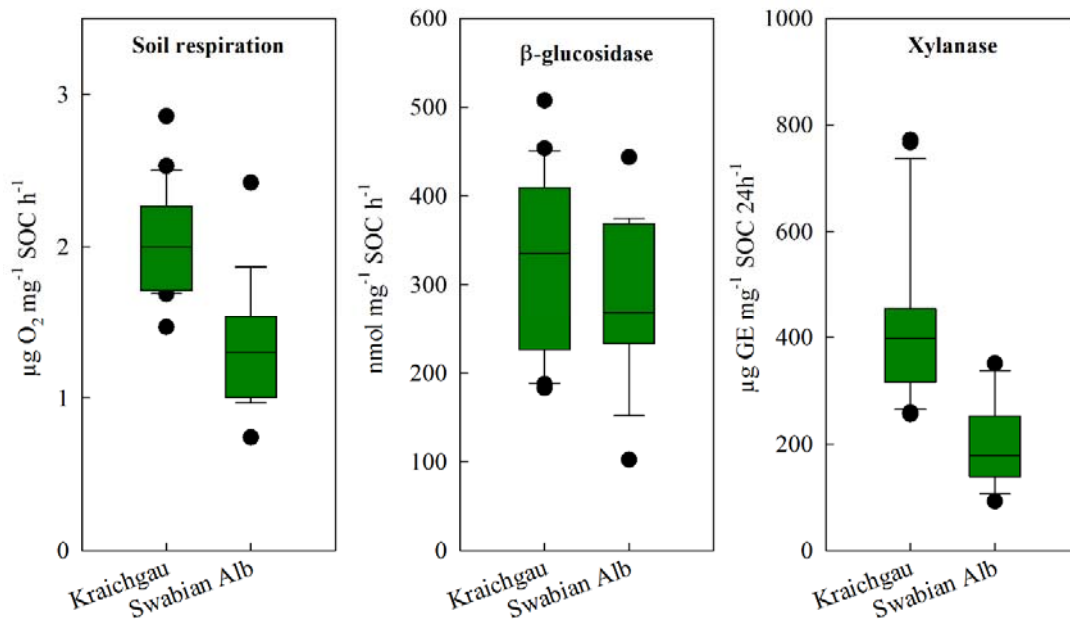 Soil respiration
µg O₂ mg⁻¹ SOC h⁻¹
3
2
1
0
Kraichgau
Swabian Alb
β-glucosidase
nmol mg⁻¹ SOC h⁻¹
600
500
400
300
200
100
0
Kraichgau
Swabian Alb
Xylanase
µg GE mg⁻¹ SOC 24h⁻¹
1000
800
600
400
200
0
Kraichgau
Swabian Alb